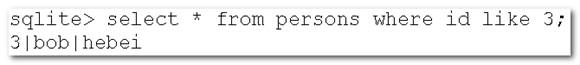 sqlite> select * from persons where id like 3;
3|bob|hebei